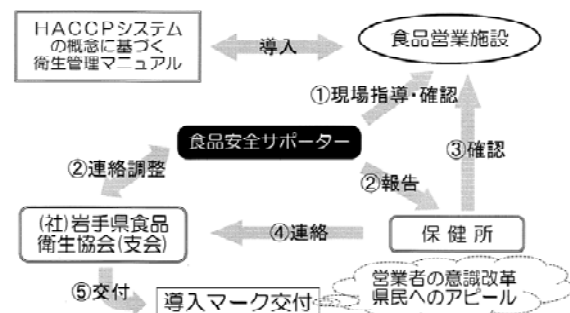 HACCPシステム
の概念に基づく
衛生管理マニュアル
導入
食品営業施設
①現場指導・確認
食品安全サポーター
③確認
②連絡調整
②報告
(社)岩手県食品
衛生協会(支会)
④連絡
保健所
営業者の意識改革
県民へのアピール
⑤交付
導入マーク交付